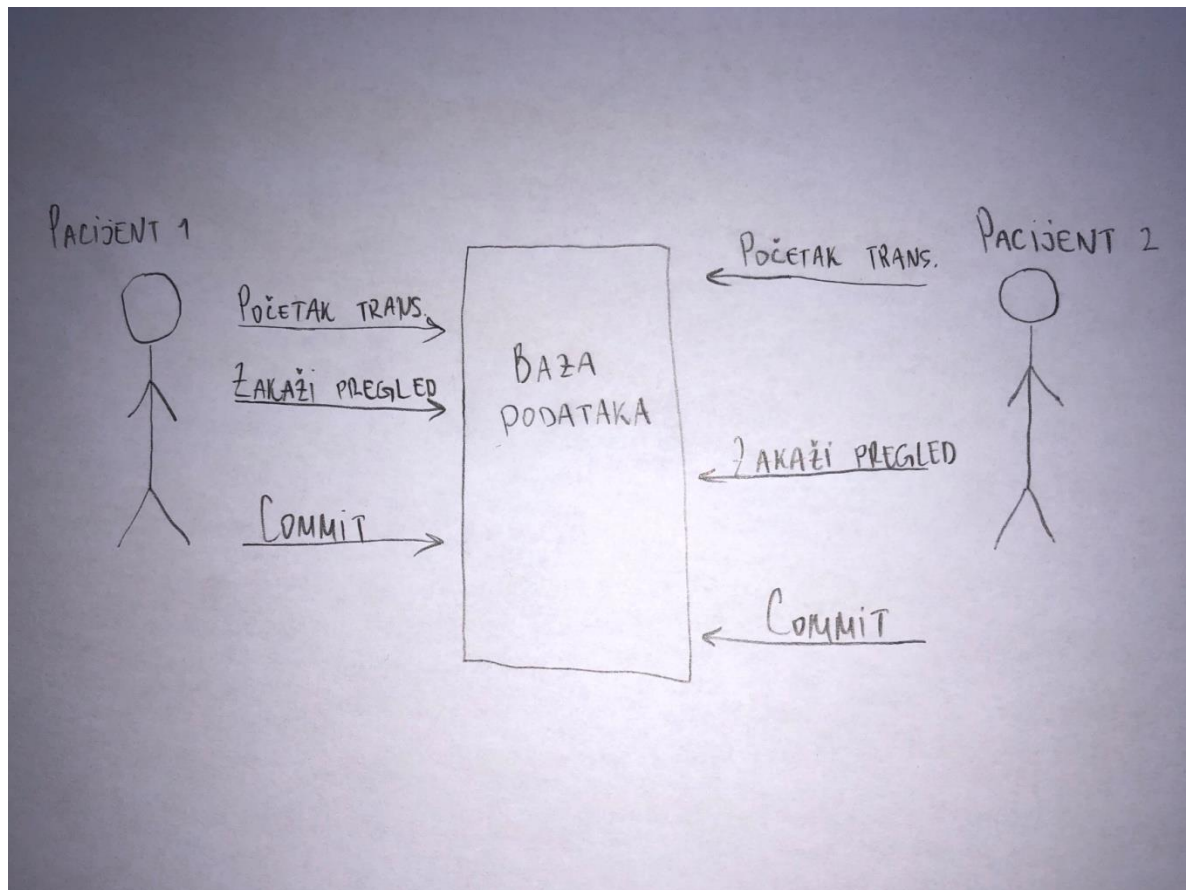 PACIJENT 1
POČETAK TRANS.
ZAKAŽI PREGLED
COMMIT
BAZA
PODATAKA
PACIJENT 2
POČETAK TRANS.
ZAKAŽI PREGLED
COMMIT